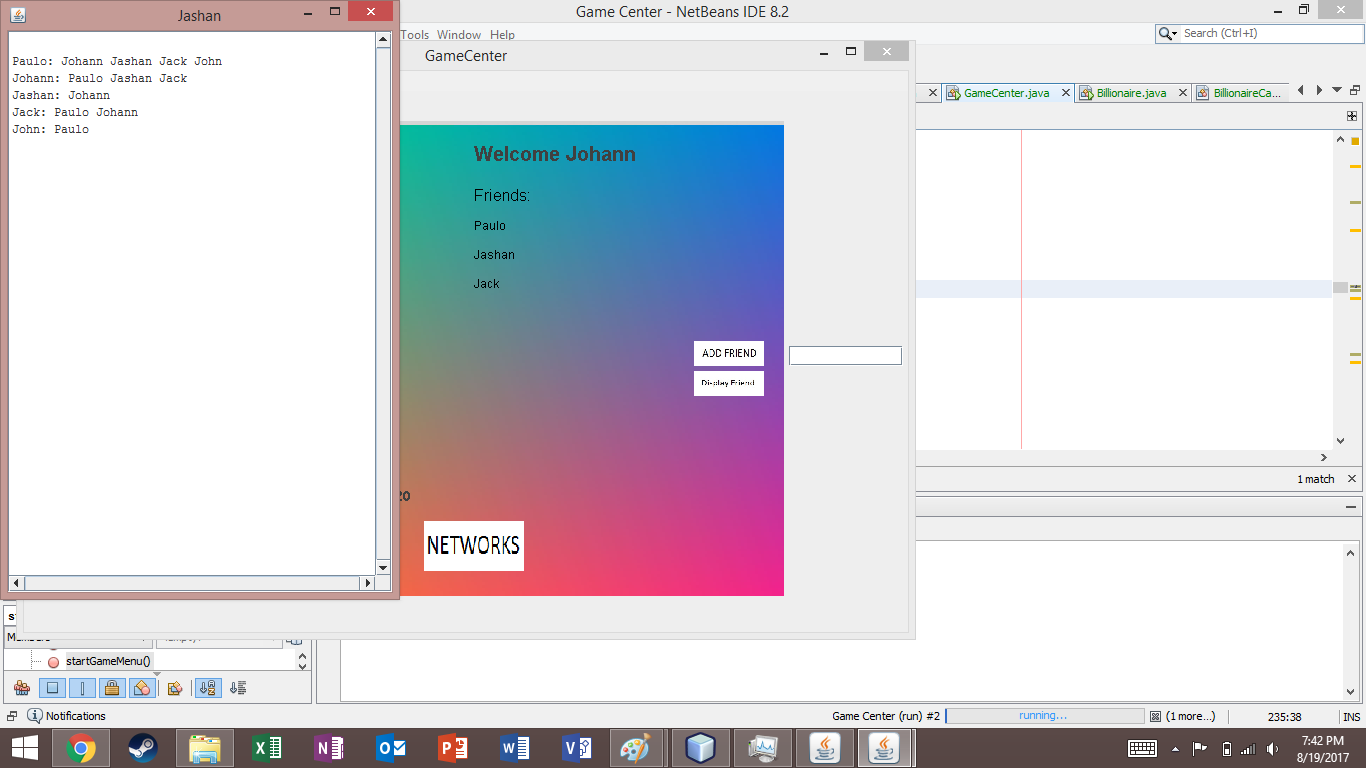 Jashan
Paulo: Johann Jashan Jack John
Johann: Paulo Jashan Jack
Jashan: Johann
Jack: Paulo Johann
John: Paulo
Game Center - NetBeans IDE 8.2
Tools Window Help
Search (Ctrl+I)
GameCenter
GameCenter.java
Billionaire.java
BillionaireCa...
Welcome Johann
Friends:
Paulo
Jashan
Jack
ADD FRIEND
Display Friend
20
NETWORKS
1 match
startGameMenu()
Notifications
Game Center (run) #2
running...
(1 more...)
235:38
INS
7:42 PM
8/19/2017